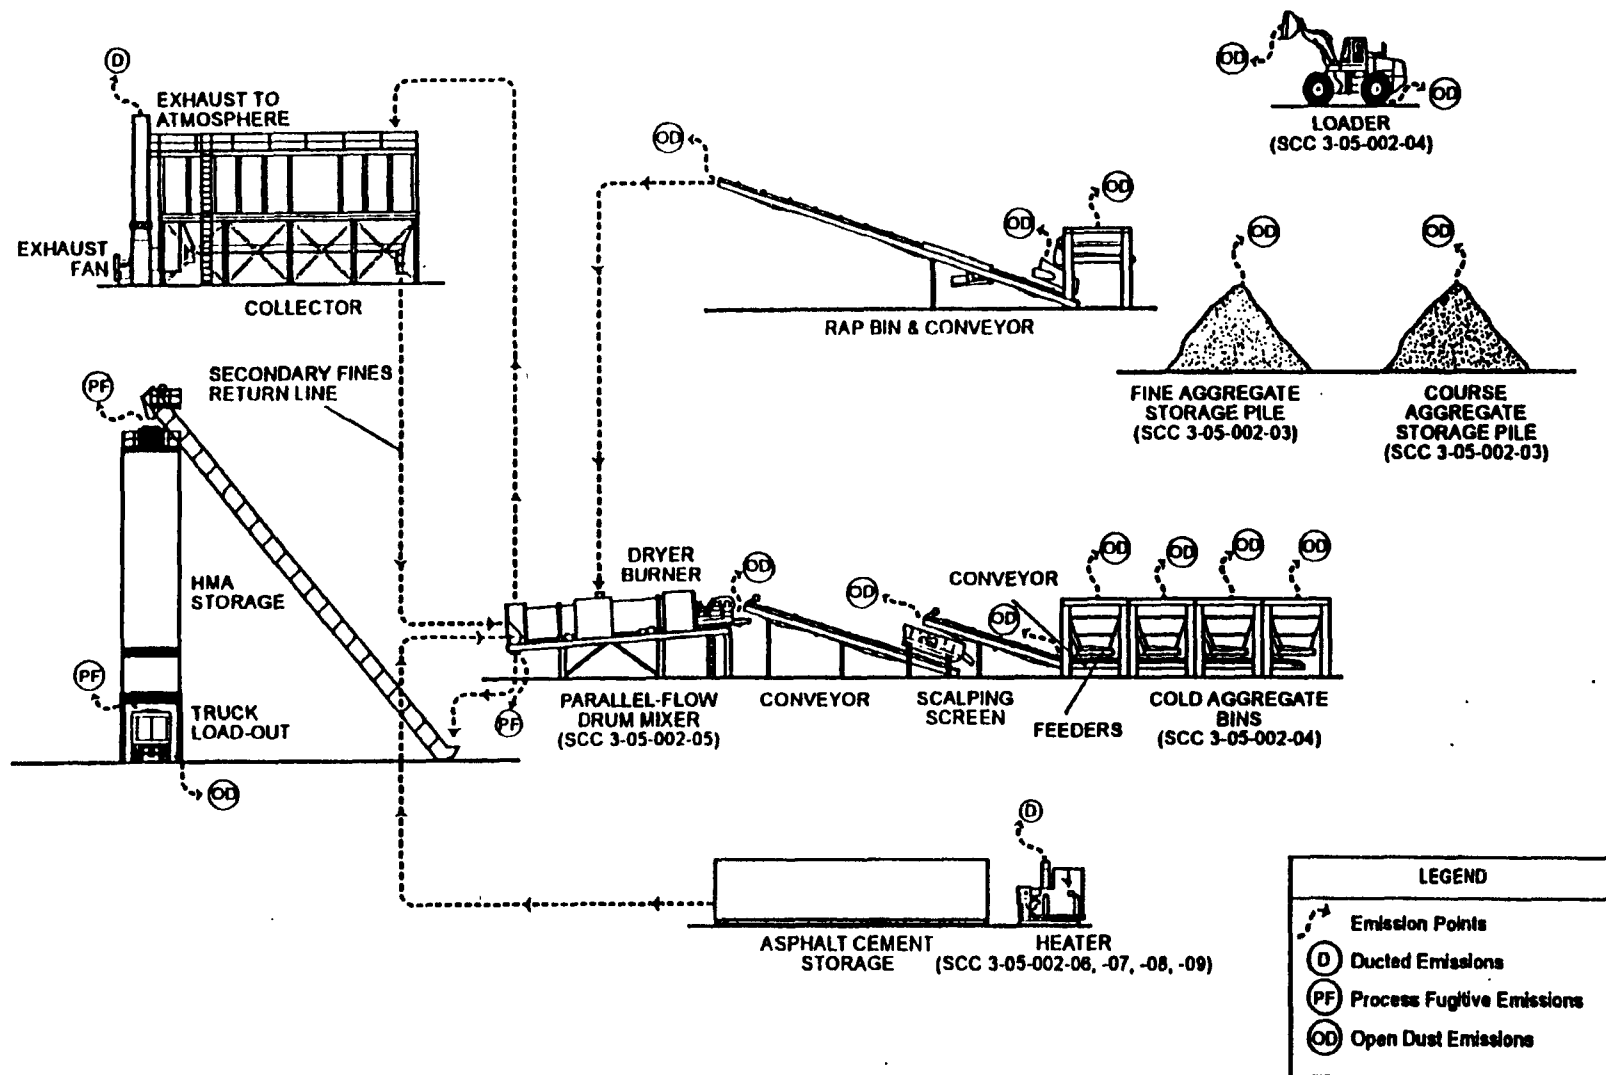 D
EXHAUST TO
ATMOSPHERE
EXHAUST
FAN
COLLECTOR
OD
OD
LOADER
(SCC 3-05-002-04)
OD
OD
OD
RAP BIN & CONVEYOR
OD
OD
FINE AGGREGATE
STORAGE PILE
(SCC 3-05-002-03)
COURSE
AGGREGATE
STORAGE PILE
(SCC 3-05-002-03)
SECONDARY FINES
RETURN LINE
PF
HMA
STORAGE
PF
TRUCK
LOAD-OUT
OD
DRYER
BURNER
OD
PF
PARALLEL-FLOW
DRUM MIXER
(SCC 3-05-002-05)
CONVEYOR
OD
SCALPING
SCREEN
CONVEYOR
OD
FEEDERS
OD
OD
OD
OD
COLD AGGREGATE
BINS
(SCC 3-05-002-04)
ASPHALT CEMENT
STORAGE
D
HEATER
(SCC 3-05-002-06, -07, -08, -09)
LEGEND
Emission Points
D Ducted Emissions
PF Process Fugitive Emissions
OD Open Dust Emissions